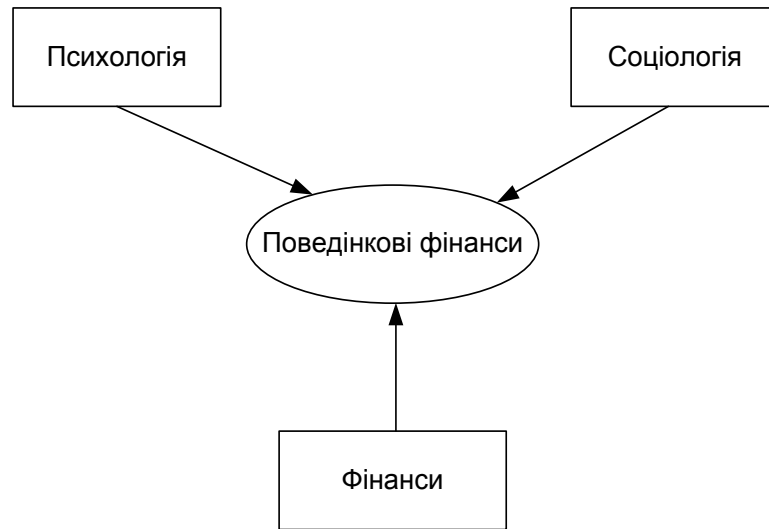 Психологія
Соціологія
Поведінкові фінанси
Фінанси